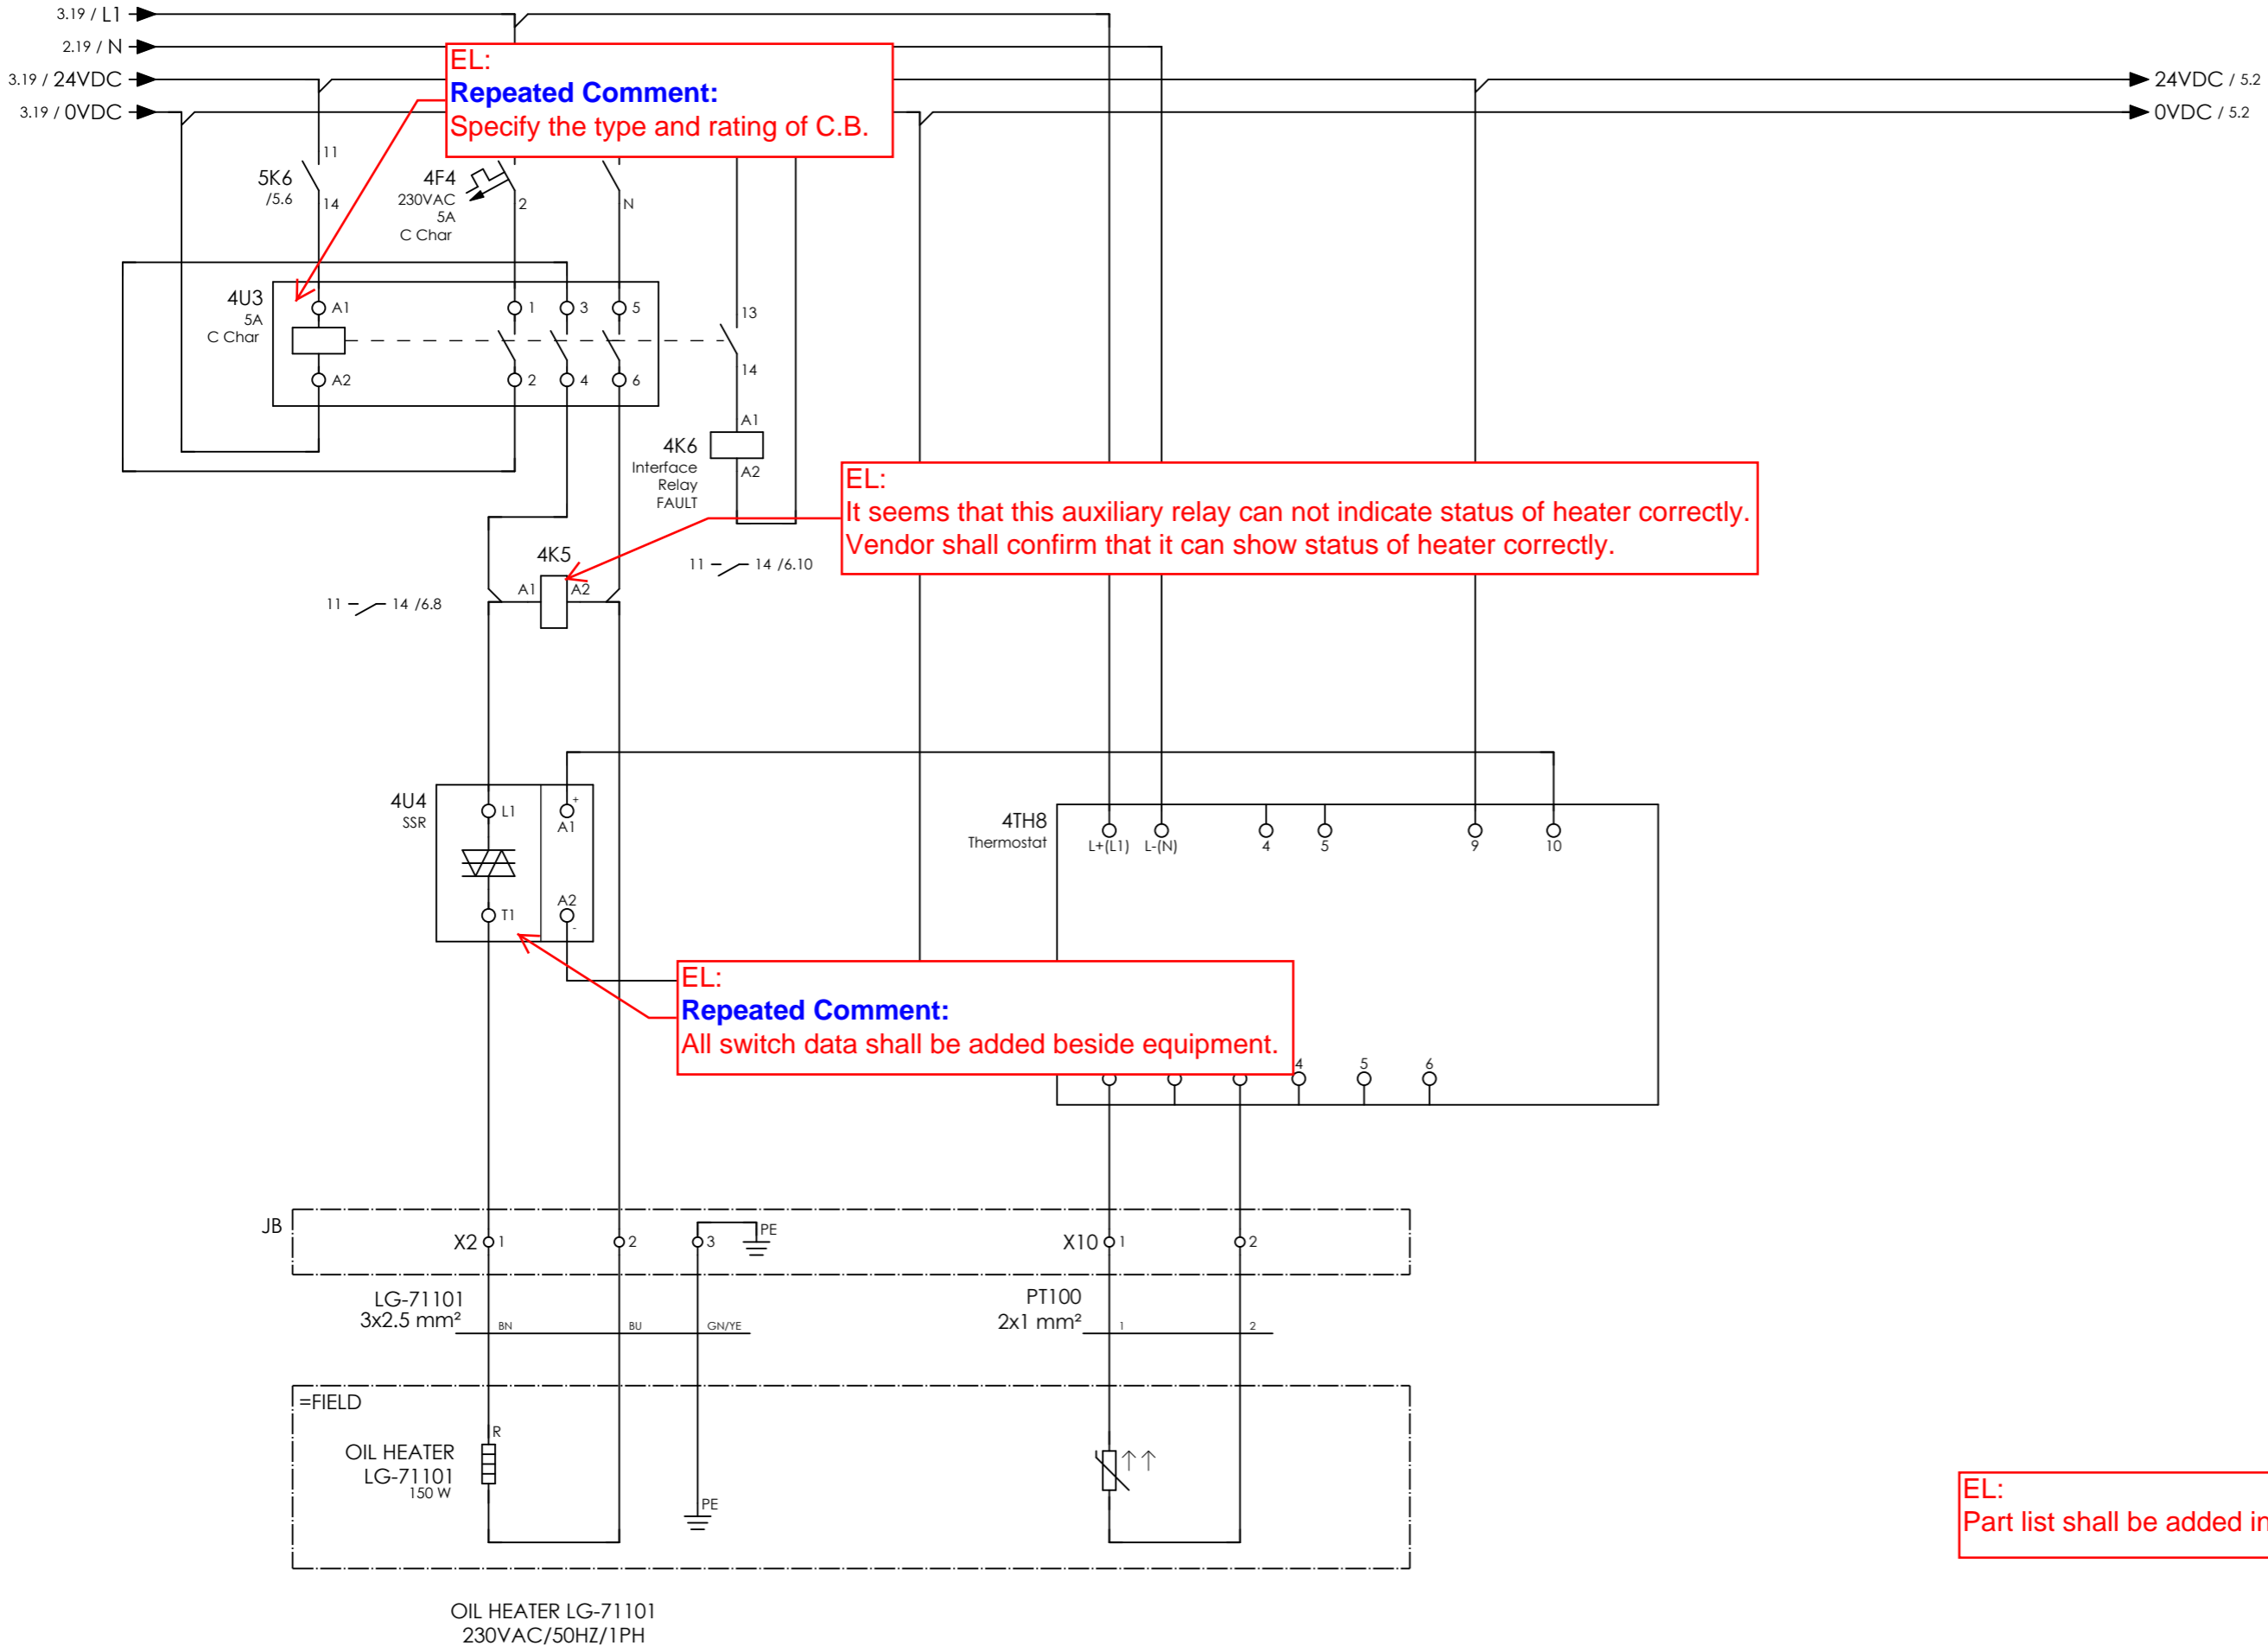 3.19 / L1
2.19 / N
3.19 / 24VDC
3.19 / 0VDC
24VDC / 5.2
0VDC / 5.2
EL:
Repeated Comment:
Specify the type and rating of C.B.
11
5K6
/5.6
14
4F4
230VAC
5A
C Char
2
N
4U3
5A
C Char
A1
1
3
5
A2
2
4
6
13
14
A1
4K6
Interface
Relay
FAULT
A2
EL:
It seems that this auxiliary relay can not indicate status of heater correctly.
Vendor shall confirm that it can show status of heater correctly.
4K5
A1
A2
11
14 /6.10
11
14 /6.8
4U4
SSR
L1
+
A1
T1
A2
-
4TH8
Thermostat
L+(L1)
L-(N)
4
5
9
10
EL:
Repeated Comment:
All switch data shall be added beside equipment.
4
5
6
JB
X2
1
2
3
PE
X10
1
2
LG-71101
3x2.5 mm²
BN
BU
GN/YE
PT100
2x1 mm²
1
2
=FIELD
OIL HEATER
LG-71101
150 W
R
PE
EL:
Part list shall be added in
OIL HEATER LG-71101
230VAC/50HZ/1PH